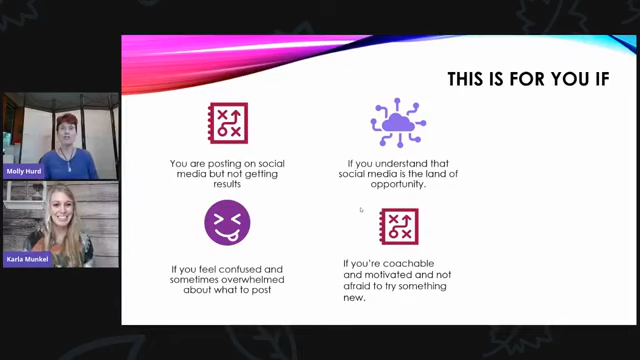 THIS IS FOR YOU IF
You are posting on social
media but not getting
results
If you understand that
social media is the land of
opportunity.
If you feel confused and
sometimes overwhelmed
about what to post
If you're coachable
and motivated and not
afraid to try something
new.
Molly Hurd
Karla Munkel